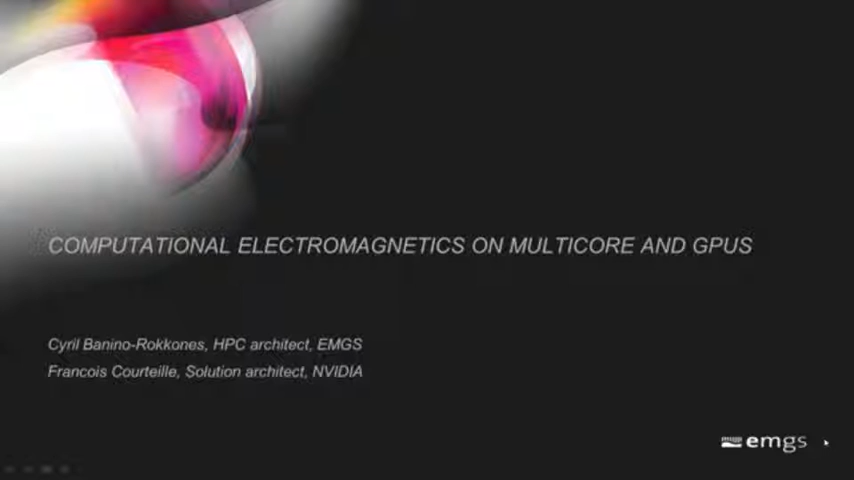 COMPUTATIONAL ELECTROMAGNETICS ON MULTICORE AND GPUS
Cyril Banino-Rokkones, HPC architect, EMGS
Francois Courteille, Solution architect, NVIDIA
emgs